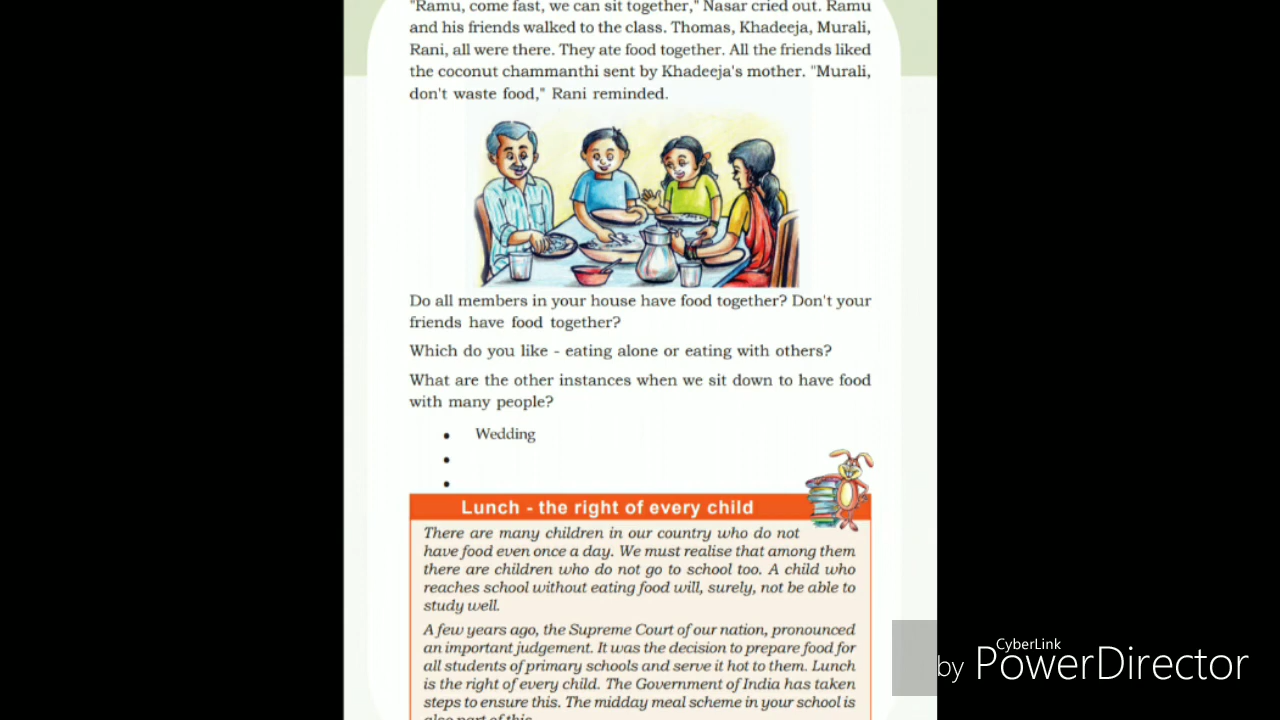 "Ramu, come fast, we can sit together," Nasar cried out. Ramu
and his friends walked to the class. Thomas, Khadeeja, Murali,
Rani, all were there. They ate food together. All the friends liked
the coconut chammanthi sent by Khadeeja's mother. "Murali,
don't waste food," Rani reminded.
Do all members in your house have food together? Don't your
friends have food together?
Which do you like - eating alone or eating with others?
What are the other instances when we sit down to have food
with many people?
• Wedding
•
•
Lunch - the right of every child
There are many children in our country who do not
have food even once a day. We must realise that among them
there are children who do not go to school too. A child who
reaches school without eating food will, surely, not be able to
study well.
A few years ago, the Supreme Court of our nation, pronounced
an important judgement. It was the decision to prepare food for
all students of primary schools and serve it hot to them. Lunch
is the right of every child. The Government of India has taken
steps to ensure this. The midday meal scheme in your school is
also part of this.
by CyberLink PowerDirector